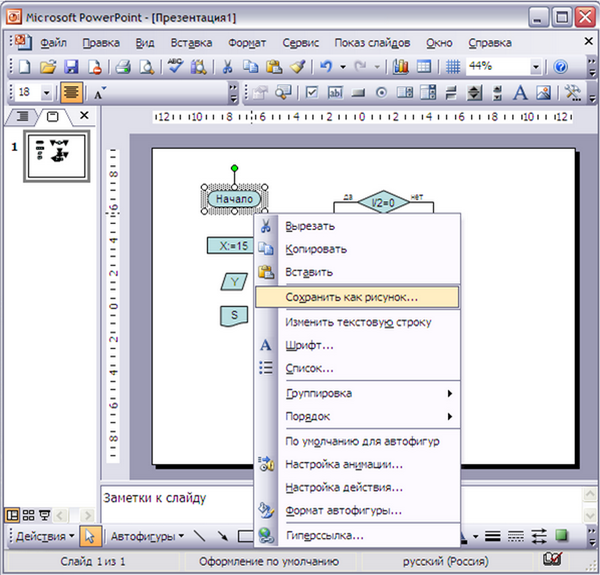 Microsoft PowerPoint - [Презентация1]
Файл Правка Вид Вставка Формат Сервис Показ слайдов Окно Справка
44%
18
12 10 8 6 4 2 0 2 4 6 8 10 12
1
Начало
да
I/2=0
нет
X:=15
Y
S
Вырезать
Копировать
Вставить
Сохранить как рисунок...
Изменить текстовую строку
Шрифт...
Список...
Группировка
Порядок
По умолчанию для автофигур
Настройка анимации...
Настройка действия...
Формат автофигуры...
Гиперссылка...
Заметки к слайду
Действия Автофигуры
Слайд 1 из 1 Оформление по умолчанию русский (Россия)